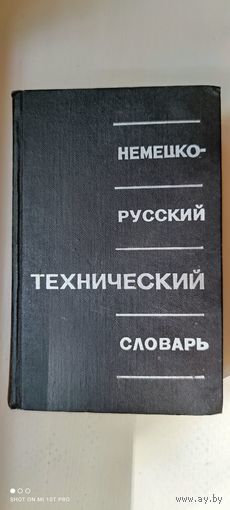 НЕМЕЦКО-
РУССКИЙ
ТЕХНИЧЕСКИЙ
СЛОВАРЬ
SHOT ON MI 10T PRO
www.ay.by